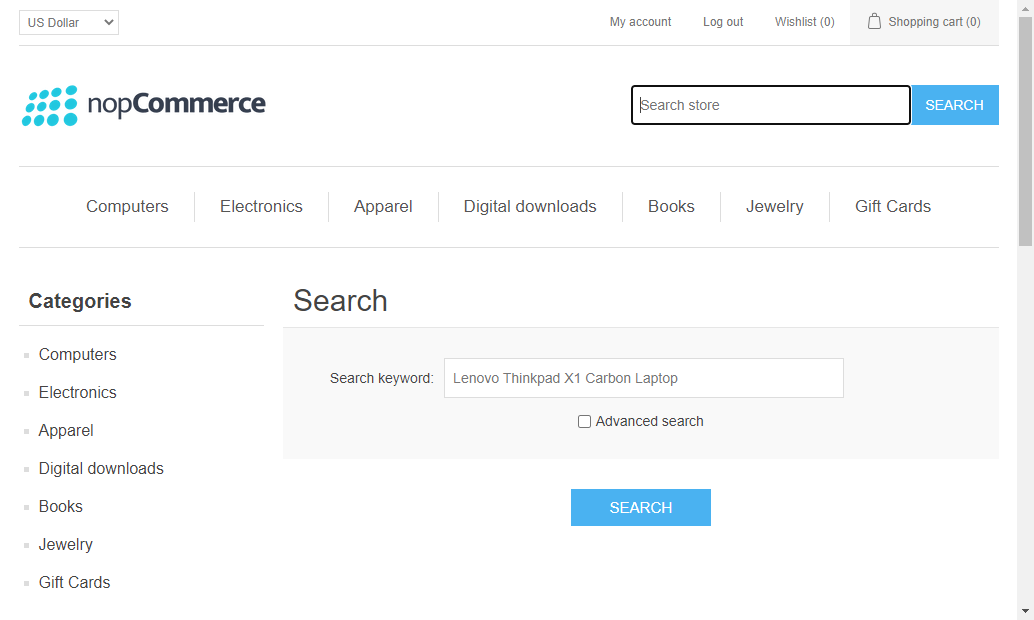 US Dollar
My account Log out Wishlist (0) Shopping cart (0)
nopCommerce
Search store SEARCH
Computers Electronics Apparel Digital downloads Books Jewelry Gift Cards
Categories
Computers
Electronics
Apparel
Digital downloads
Books
Jewelry
Gift Cards
Search
Search keyword: Lenovo Thinkpad X1 Carbon Laptop
Advanced search
SEARCH